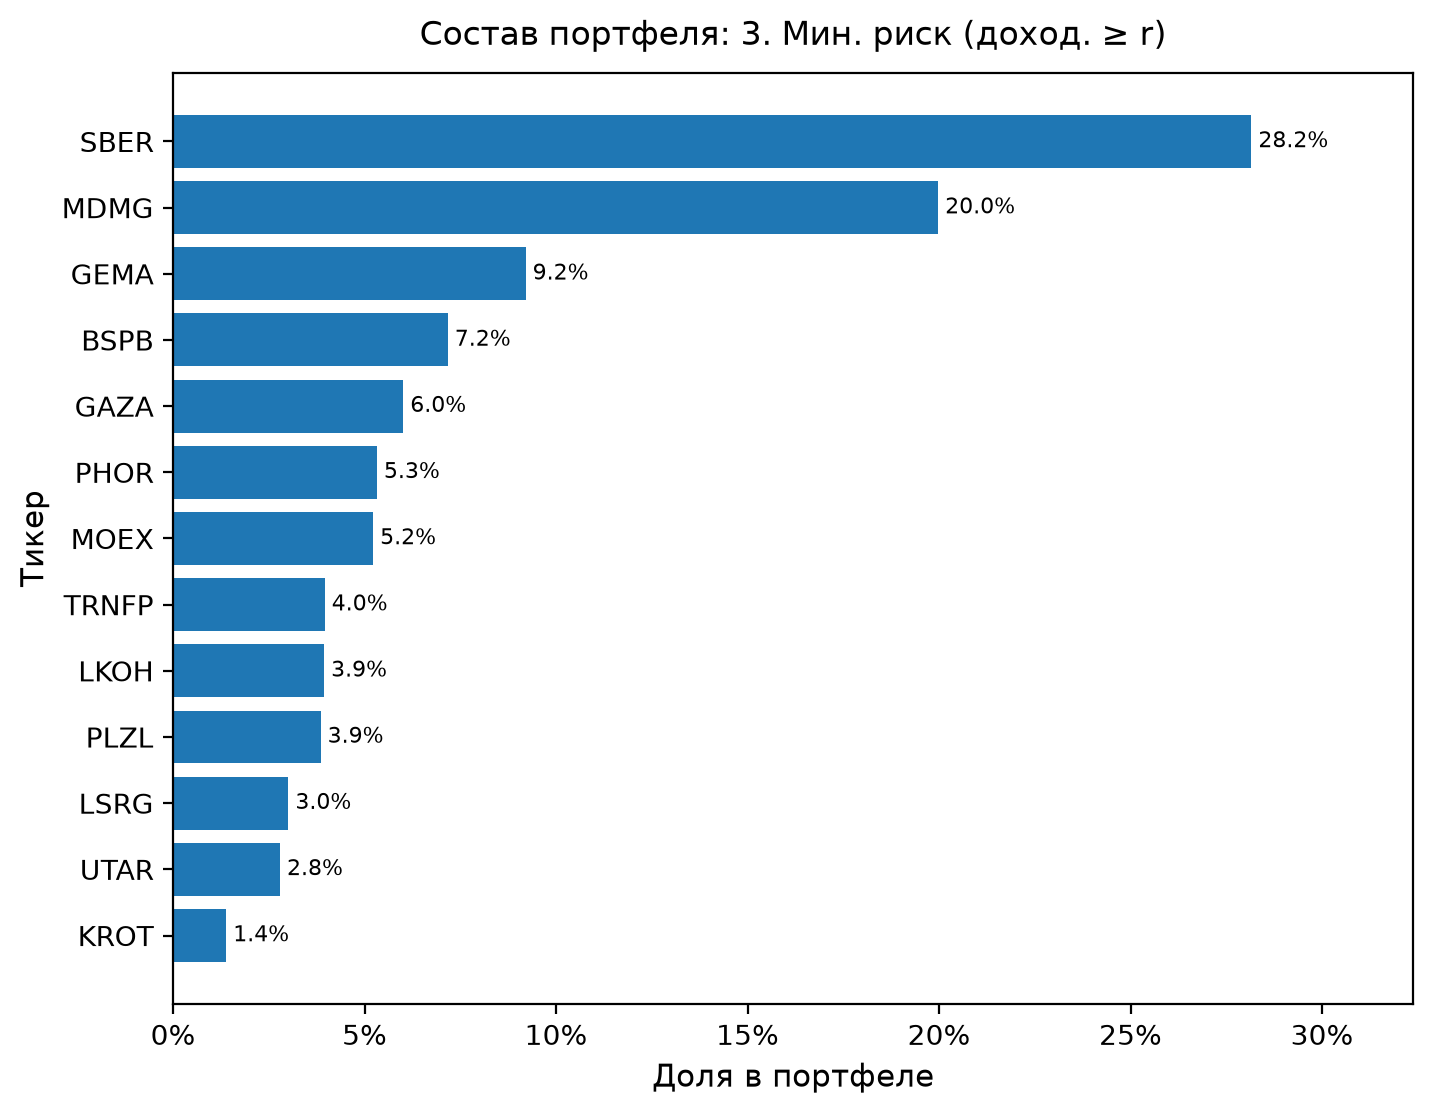 Состав портфеля: 3. Мин. риск (доход. ≥ r)
Тикер
SBER 28.2%
MDMG 20.0%
GEMA 9.2%
BSPB 7.2%
GAZA 6.0%
PHOR 5.3%
MOEX 5.2%
TRNFP 4.0%
LKOH 3.9%
PLZL 3.9%
LSRG 3.0%
UTAR 2.8%
KROT 1.4%
0% 5% 10% 15% 20% 25% 30%
Доля в портфеле